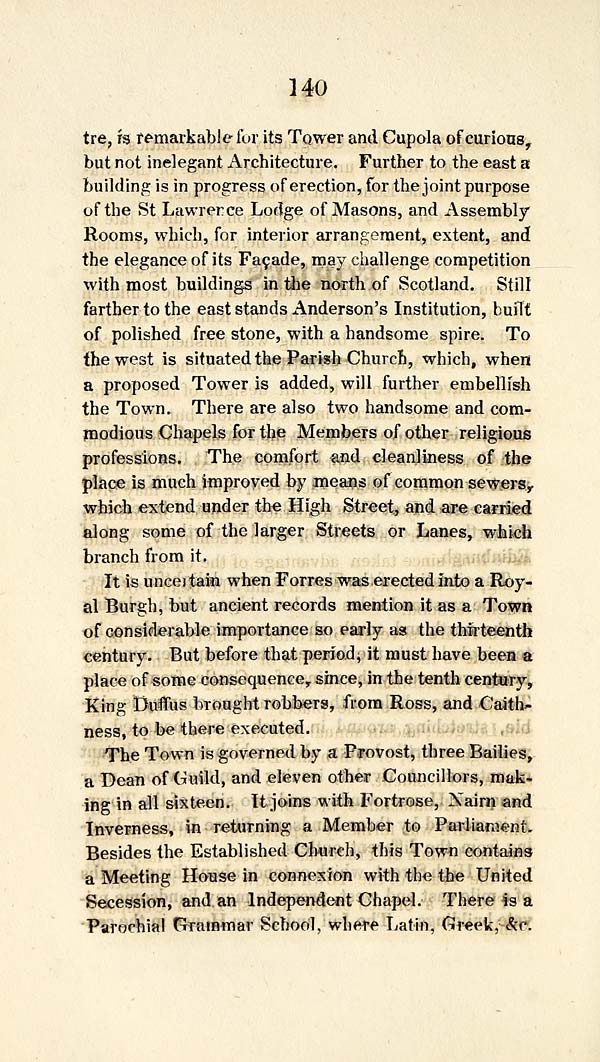 140
tre, is remarkable for its Tower and Cupola of curious,
but not inelegant Architecture. Further to the east a
building is in progress of erection, for the joint purpose
of the St Lawrence Lodge of Masons, and Assembly
Rooms, which, for interior arrangement, extent, and
the elegance of its Façade, may challenge competition
with most buildings in the north of Scotland. Still
farther to the east stands Anderson's Institution, built
of polished free stone, with a handsome spire. To
the west is situated the Parish Church, which, when
a proposed Tower is added, will further embellish
the Town. There are also two handsome and com-
modious Chapels for the Members of other religious
professions. The comfort and cleanliness of the
place is much improved by means of common sewers,
which extend under the High Street, and are carried
along some of the larger Streets or Lanes, which
branch from it.
It is uncertain when Forres was erected into a Roy-
al Burgh, but ancient records mention it as a Town
of considerable importance so early as the thirteenth
century. But before that period, it must have been a
place of some consequence, since, in the tenth century,
King Duffus brought robbers, from Ross, and Caith-
ness, to be there executed.
The Town is governed by a Provost, three Bailies,
a Dean of Guild, and eleven other Councillors, mak-
ing in all sixteen. It joins with Fortrose, Nairn and
Inverness, in returning a Member to Parliament.
Besides the Established Church, this Town contains
a Meeting House in connexion with the the United
Secession, and an Independent Chapel. There is a
Parochial Grammar School, where Latin, Greek, &c.